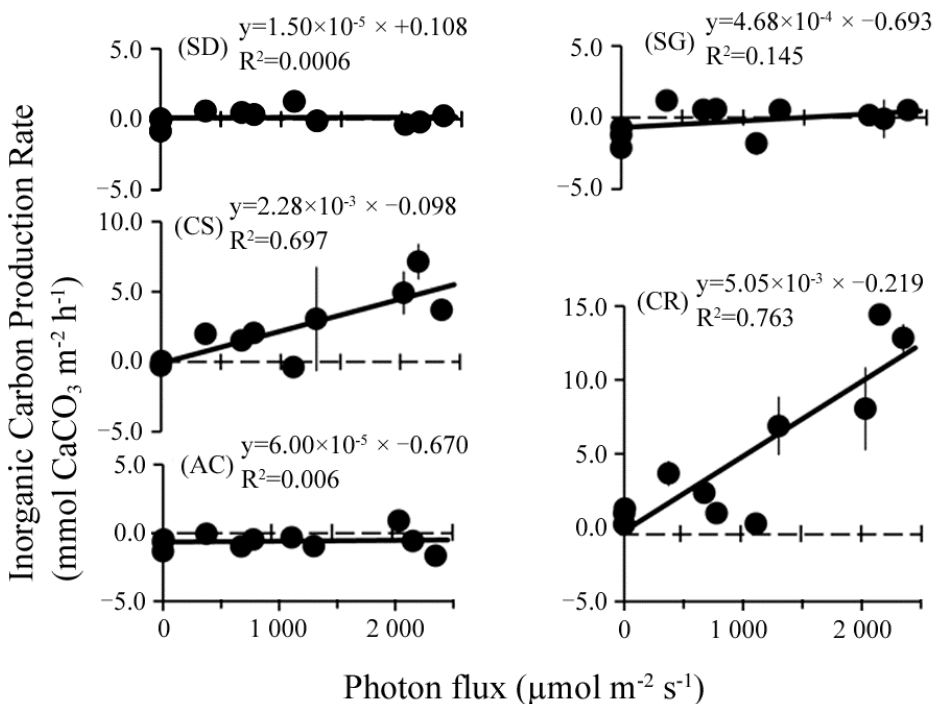 y=1.50×10⁻⁵ × +0.108
(SD)
R²=0.0006
5.0
0.0
−5.0
y=4.68×10⁻⁴ × −0.693
(SG)
R²=0.145
5.0
0.0
−5.0
y=2.28×10⁻³ × −0.098
(CS)
R²=0.697
10.0
5.0
0.0
−5.0
y=5.05×10⁻³ × −0.219
(CR)
R²=0.763
15.0
10.0
5.0
0.0
−5.0
0
1 000
2 000
y=6.00×10⁻⁵ × −0.670
(AC)
R²=0.006
5.0
0.0
−5.0
0
1 000
2 000
Inorganic Carbon Production Rate
(mmol CaCO₃ m⁻² h⁻¹)
Photon flux (μmol m⁻² s⁻¹)